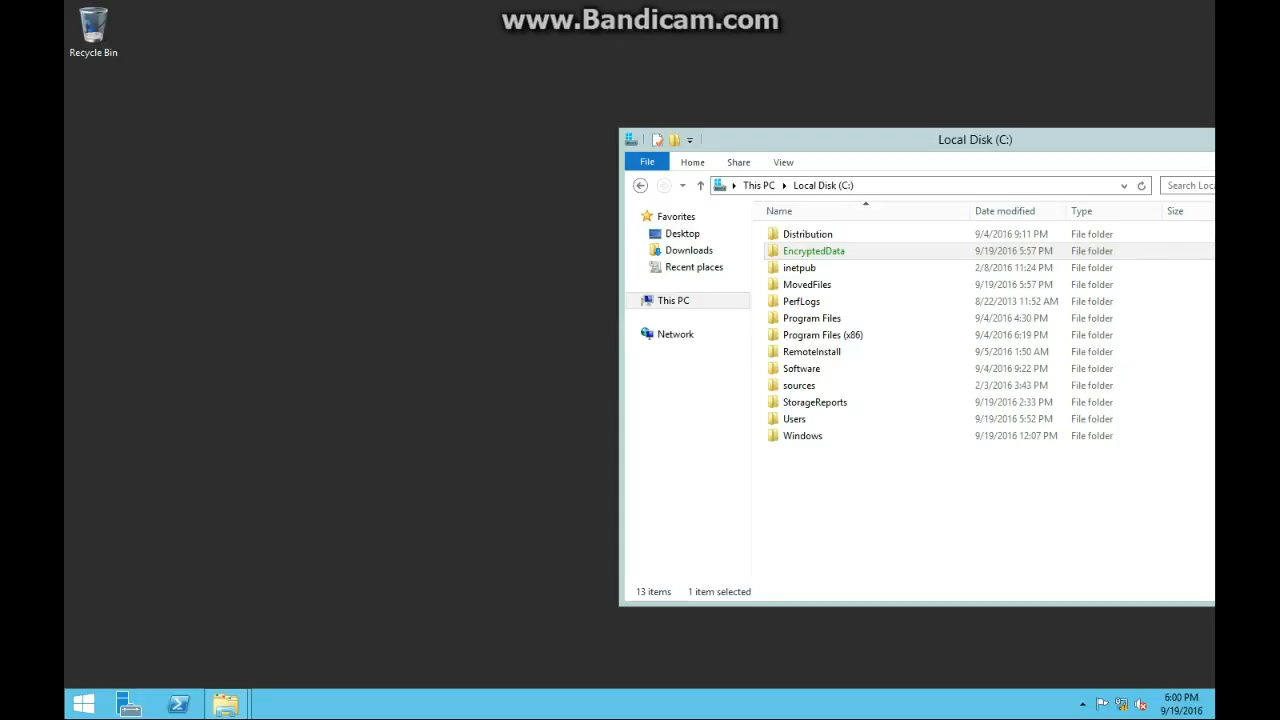 www.Bandicam.com
Recycle Bin
Local Disk (C:)
File Home Share View
This PC Local Disk (C:) Search Loc
Name Date modified Type Size
Favorites
Desktop
Downloads
Recent places
This PC
Network
Distribution 9/4/2016 9:11 PM File folder
EncryptedData 9/19/2016 5:57 PM File folder
inetpub 2/8/2016 11:24 PM File folder
MovedFiles 9/19/2016 5:57 PM File folder
PerfLogs 8/22/2013 11:52 AM File folder
Program Files 9/4/2016 4:30 PM File folder
Program Files (x86) 9/4/2016 6:19 PM File folder
RemoteInstall 9/5/2016 1:50 AM File folder
Software 9/4/2016 9:22 PM File folder
sources 2/3/2016 3:43 PM File folder
StorageReports 9/19/2016 2:33 PM File folder
Users 9/19/2016 5:52 PM File folder
Windows 9/19/2016 12:07 PM File folder
13 items 1 item selected
6:00 PM
9/19/2016